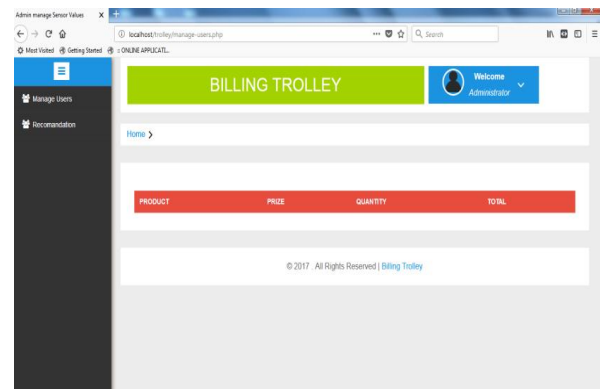 Admin manage Sensor Values
localhost/trolley/manage-users.php
Search
Most Visited Getting Started :: ONLINE APPLICATI...
BILLING TROLLEY
Welcome
Administrator
Manage Users
Recomandation
Home
PRODUCT PRIZE QUANTITY TOTAL
© 2017 . All Rights Reserved | Billing Trolley